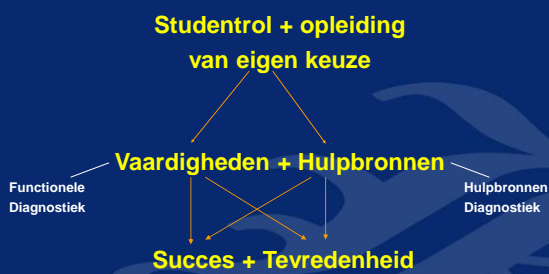 Studentrol + opleiding
van eigen keuze
Vaardigheden + Hulpbronnen
Functionele
Diagnostiek
Hulpbronnen
Diagnostiek
Succes + Tevredenheid